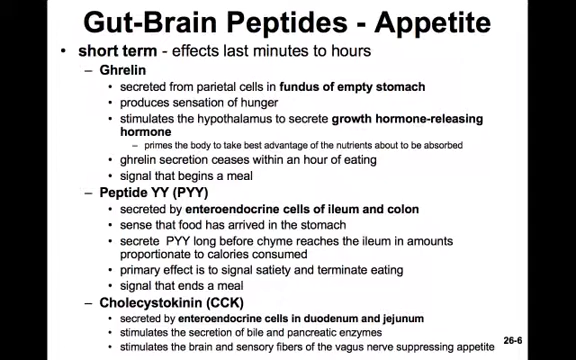 Gut-Brain Peptides - Appetite
• short term - effects last minutes to hours
– Ghrelin
• secreted from parietal cells in fundus of empty stomach
• produces sensation of hunger
• stimulates the hypothalamus to secrete growth hormone-releasing
hormone
– primes the body to take best advantage of the nutrients about to be absorbed
• ghrelin secretion ceases within an hour of eating
• signal that begins a meal
– Peptide YY (PYY)
• secreted by enteroendocrine cells of ileum and colon
• sense that food has arrived in the stomach
• secrete PYY long before chyme reaches the ileum in amounts
proportionate to calories consumed
• primary effect is to signal satiety and terminate eating
• signal that ends a meal
– Cholecystokinin (CCK)
• secreted by enteroendocrine cells in duodenum and jejunum
• stimulates the secretion of bile and pancreatic enzymes
• stimulates the brain and sensory fibers of the vagus nerve suppressing appetite
26-6